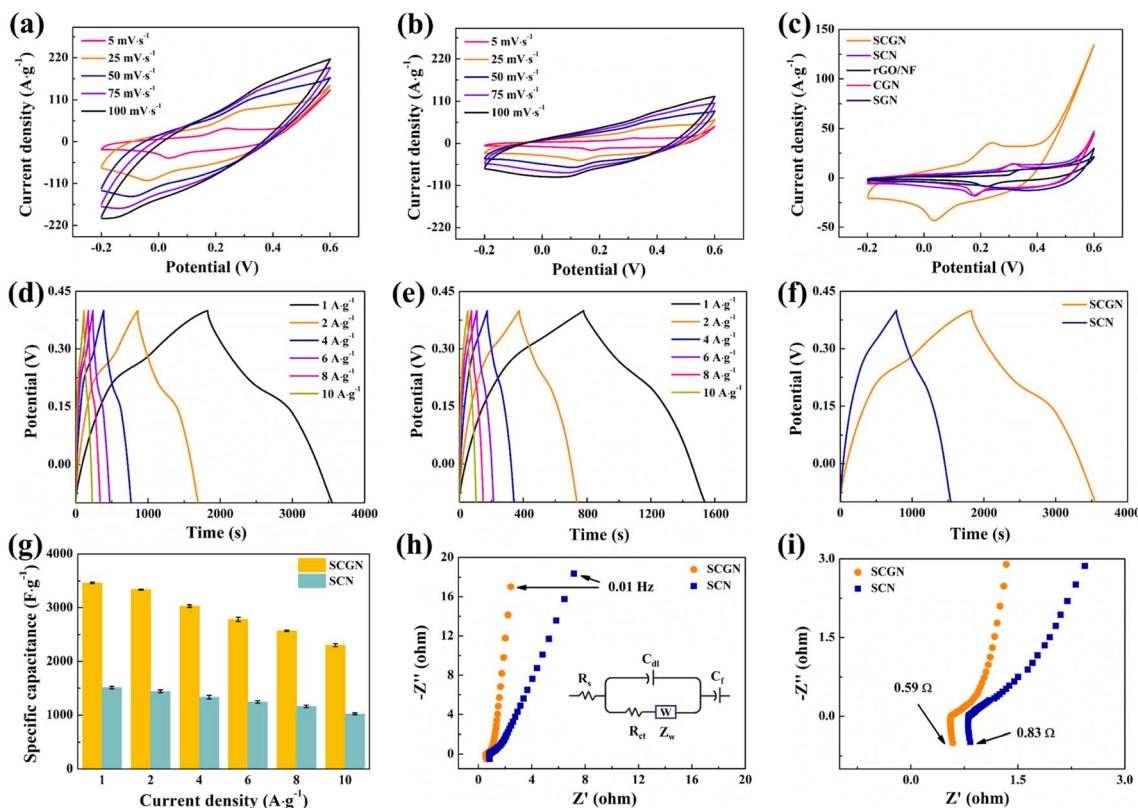 (a)
5 mV·s⁻¹
25 mV·s⁻¹
50 mV·s⁻¹
75 mV·s⁻¹
100 mV·s⁻¹
220
110
0
-110
-220
Current density (A·g⁻¹)
-0.2 0.0 0.2 0.4 0.6
Potential (V)
(b)
5 mV·s⁻¹
25 mV·s⁻¹
50 mV·s⁻¹
75 mV·s⁻¹
100 mV·s⁻¹
220
110
0
-110
-220
Current density (A·g⁻¹)
-0.2 0.0 0.2 0.4 0.6
Potential (V)
(c)
SCGN
SCN
rGO/NF
CGN
SGN
150
100
50
0
-50
Current density (A·g⁻¹)
-0.2 0.0 0.2 0.4 0.6
Potential (V)
(d)
1 A·g⁻¹
2 A·g⁻¹
4 A·g⁻¹
6 A·g⁻¹
8 A·g⁻¹
10 A·g⁻¹
0.45
0.30
0.15
0.00
Potential (V)
0 1000 2000 3000 4000
Time (s)
(e)
1 A·g⁻¹
2 A·g⁻¹
4 A·g⁻¹
6 A·g⁻¹
8 A·g⁻¹
10 A·g⁻¹
0.45
0.30
0.15
0.00
Potential (V)
0 400 800 1200 1600
Time (s)
(f)
SCGN
SCN
0.45
0.30
0.15
0.00
Potential (V)
0 1000 2000 3000 4000
Time (s)
(g)
SCGN
SCN
4000
3000
2000
1000
0
Specific capacitance (F·g⁻¹)
1 2 4 6 8 10
Current density (A·g⁻¹)
(h)
SCGN
SCN
0.01 Hz
20
16
12
8
4
0
-Z'' (ohm)
Rs
Cdl
Cf
Rct
W
Zw
0 4 8 12 16 20
Z' (ohm)
(i)
SCGN
SCN
3.0
1.5
0.0
-Z'' (ohm)
0.59 Ω
0.83 Ω
0.0 1.5 3.0
Z' (ohm)